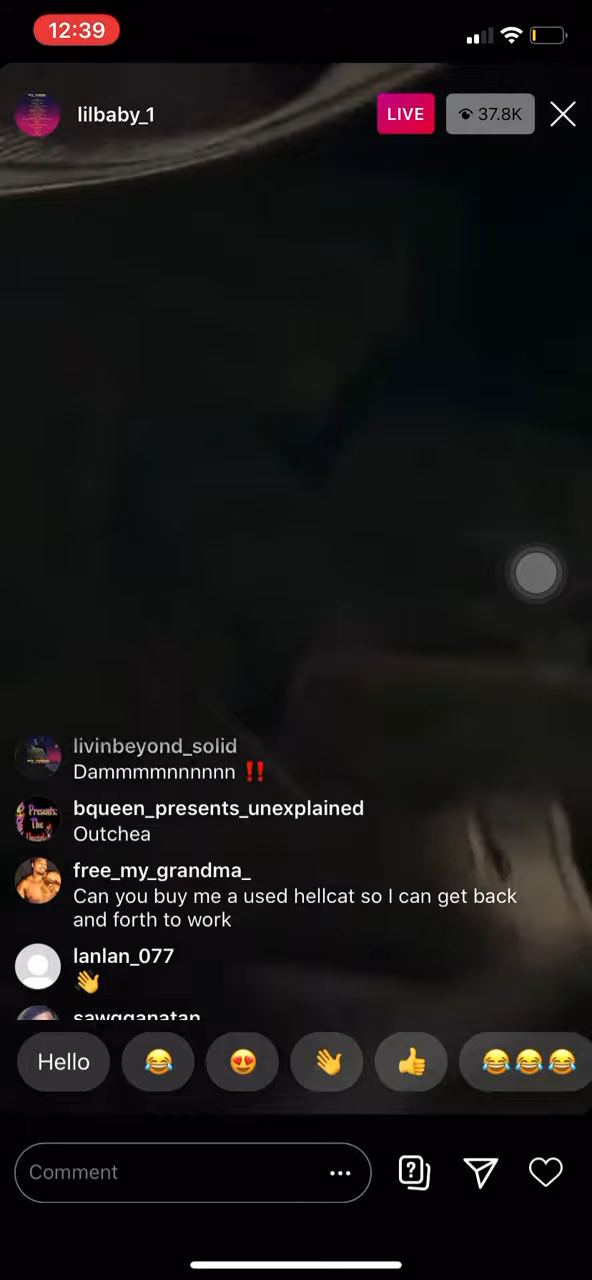 12:39
lilbaby_1
LIVE
37.8K
livinbeyond_solid
Dammmmnnnnnn ‼️
bqueen_presents_unexplained
Outchea
free_my_grandma_
Can you buy me a used hellcat so I can get back
and forth to work
lanlan_077
👋
sawgganatan
Hello
😂
😍
👋
👍
😂😂😂
Comment